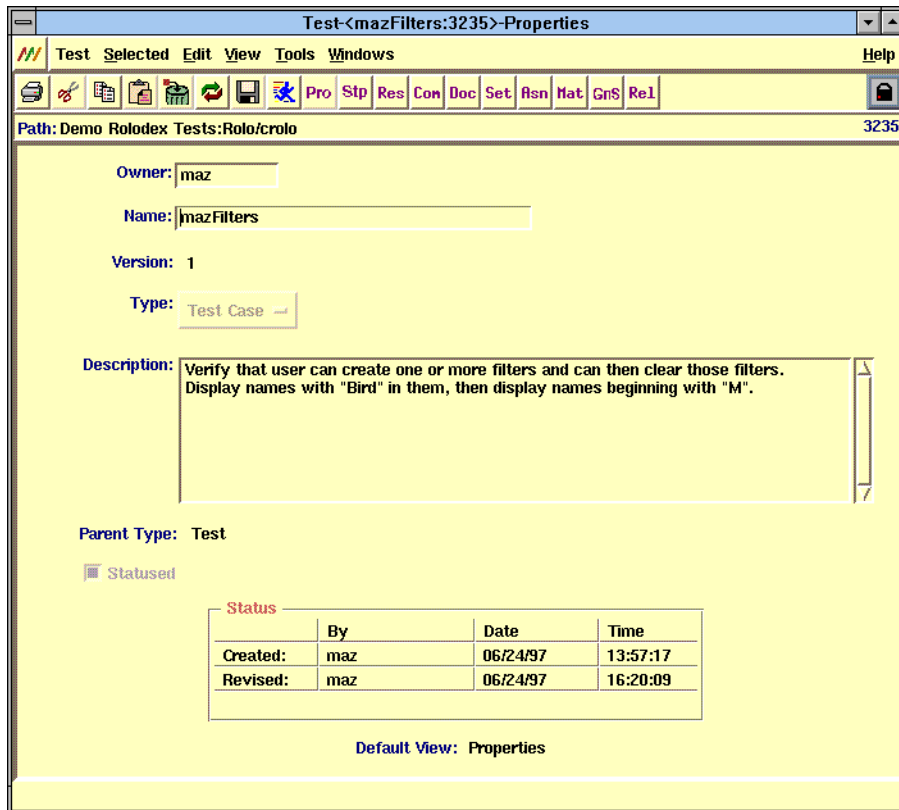 Test-<mazFilters:3235>-Properties
Test Selected Edit View Tools Windows Help
Pro Stp Res Com Doc Set Asn Mat GnS Rel
Path: Demo Rolodex Tests:Rolo/crolo 3235
Owner: maz
Name: mazFilters
Version: 1
Type: Test Case
Description: Verify that user can create one or more filters and can then clear those filters.
Display names with "Bird" in them, then display names beginning with "M".
Parent Type: Test
Statused
Status
By Date Time
Created: maz 06/24/97 13:57:17
Revised: maz 06/24/97 16:20:09
Default View: Properties